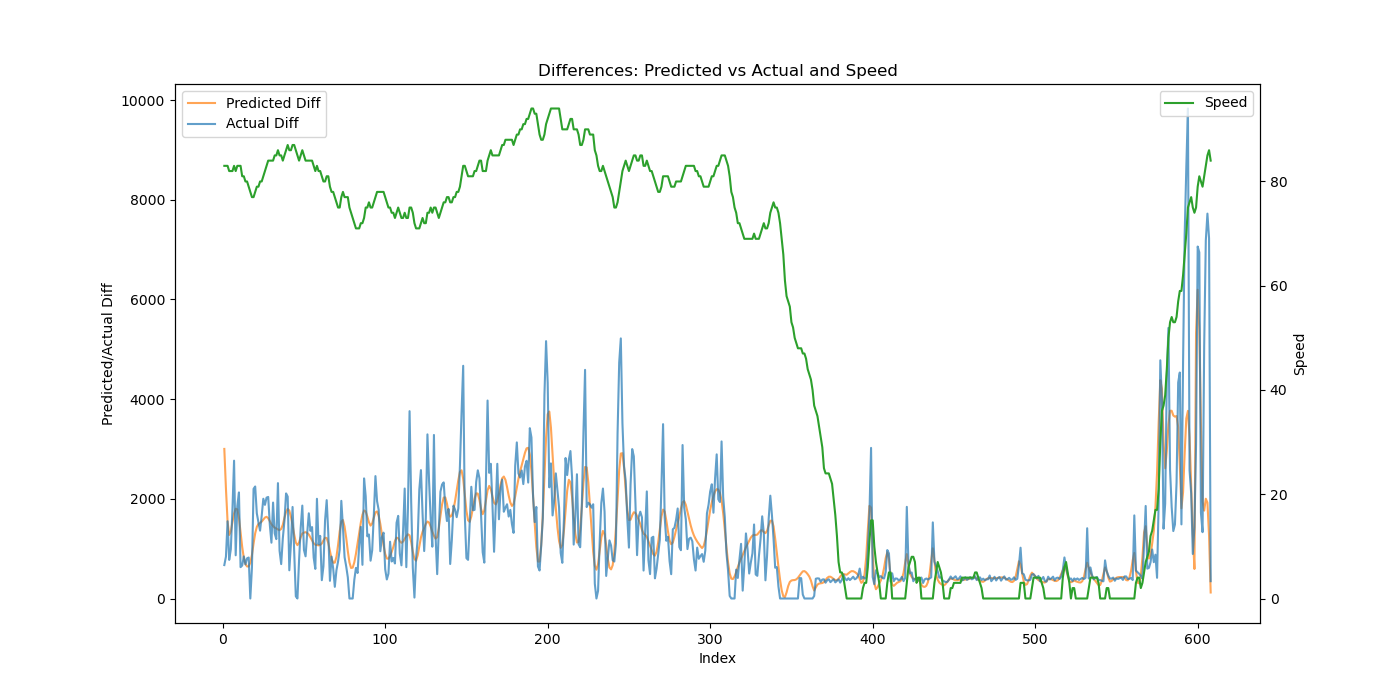 Differences: Predicted vs Actual and Speed
Predicted Diff
Actual Diff
Speed
10000
8000
6000
4000
2000
0
Predicted/Actual Diff
80
60
40
20
0
Speed
0
100
200
300
400
500
600
Index